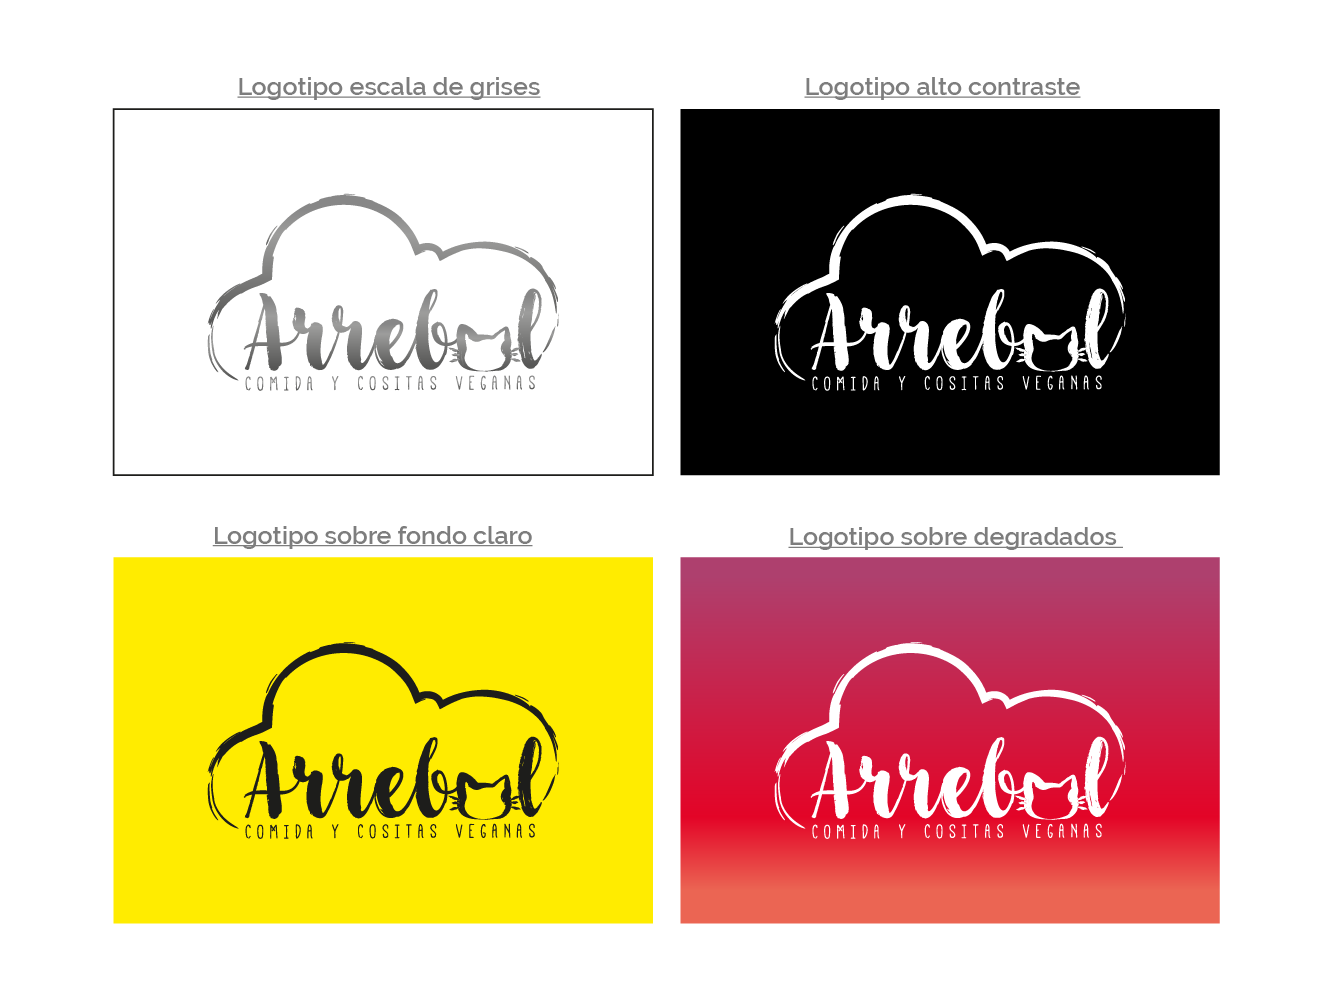 Logotipo escala de grises
Logotipo alto contraste
Arrebol
COMIDA Y COSITAS VEGANAS
Arrebol
COMIDA Y COSITAS VEGANAS
Logotipo sobre fondo claro
Logotipo sobre degradados
Arrebol
COMIDA Y COSITAS VEGANAS
Arrebol
COMIDA Y COSITAS VEGANAS